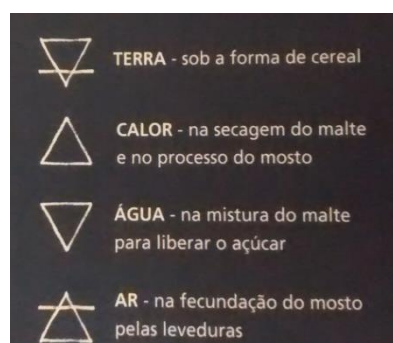 TERRA - sob a forma de cereal
CALOR - na secagem do malte
e no processo do mosto
ÁGUA - na mistura do malte
para liberar o açúcar
AR - na fecundação do mosto
pelas leveduras